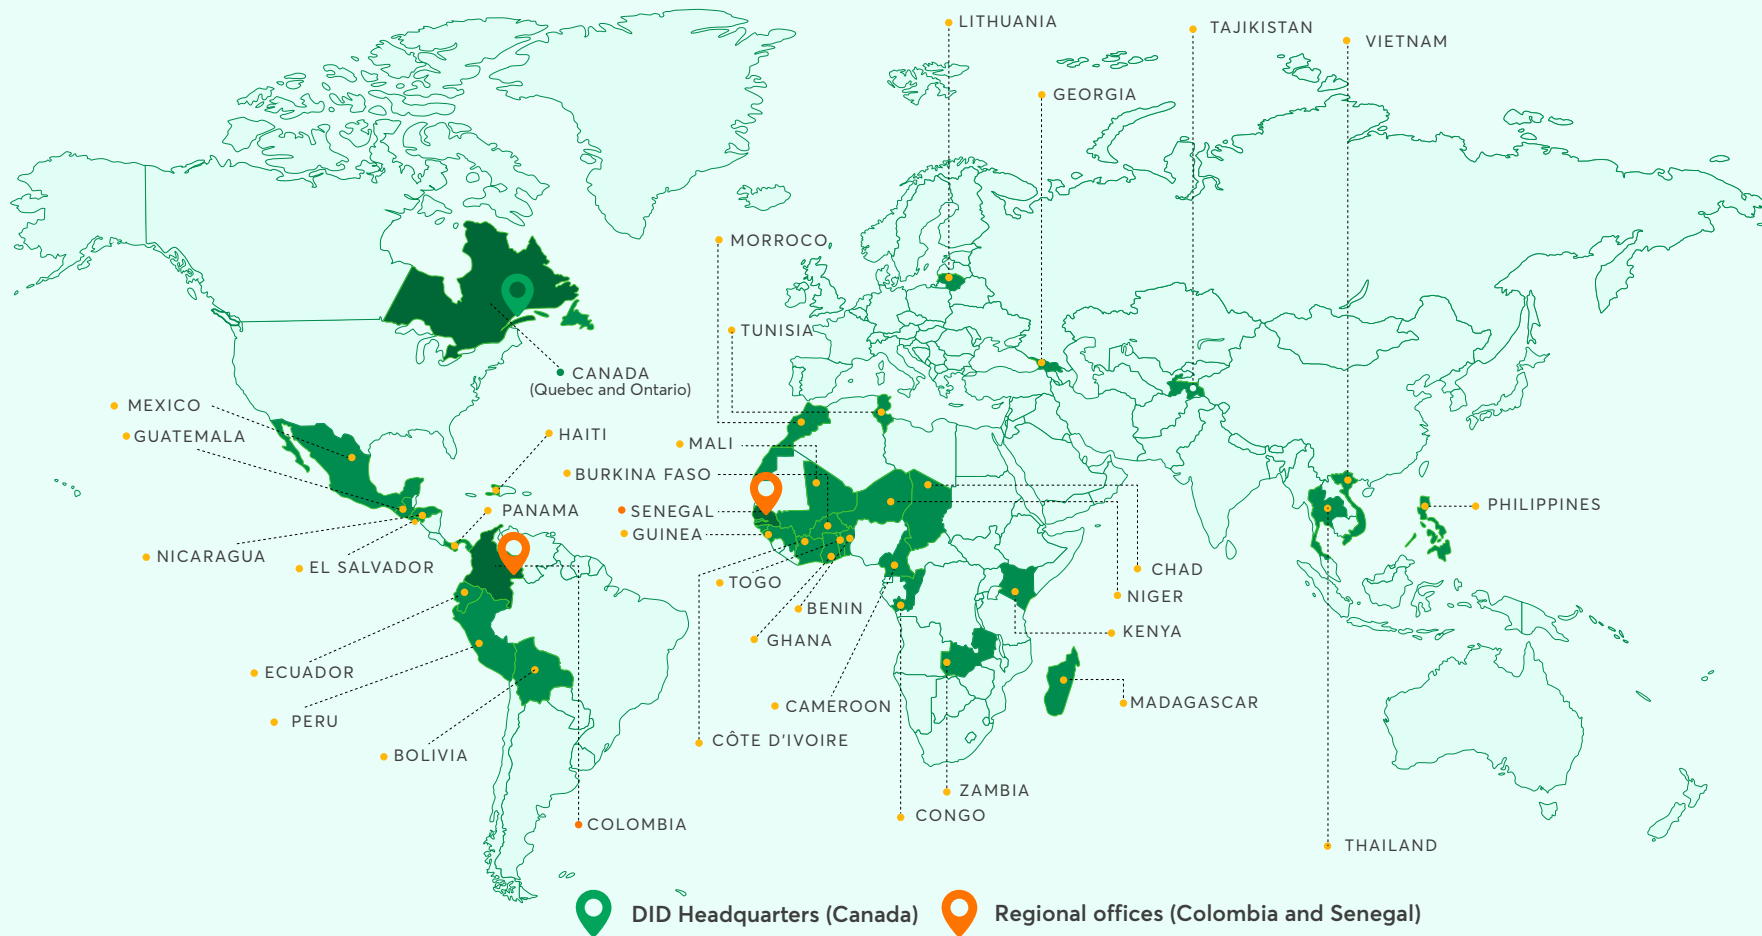 LITHUANIA
TAJIKISTAN
VIETNAM
GEORGIA
MORROCO
TUNISIA
CANADA
(Quebec and Ontario)
MEXICO
GUATEMALA
HAITI
MALI
BURKINA FASO
PANAMA
SENEGAL
GUINEA
PHILIPPINES
NICARAGUA
EL SALVADOR
CHAD
TOGO
NIGER
BENIN
KENYA
GHANA
ECUADOR
MADAGASCAR
CAMEROON
PERU
CÔTE D'IVOIRE
BOLIVIA
ZAMBIA
CONGO
COLOMBIA
THAILAND
DID Headquarters (Canada)
Regional offices (Colombia and Senegal)